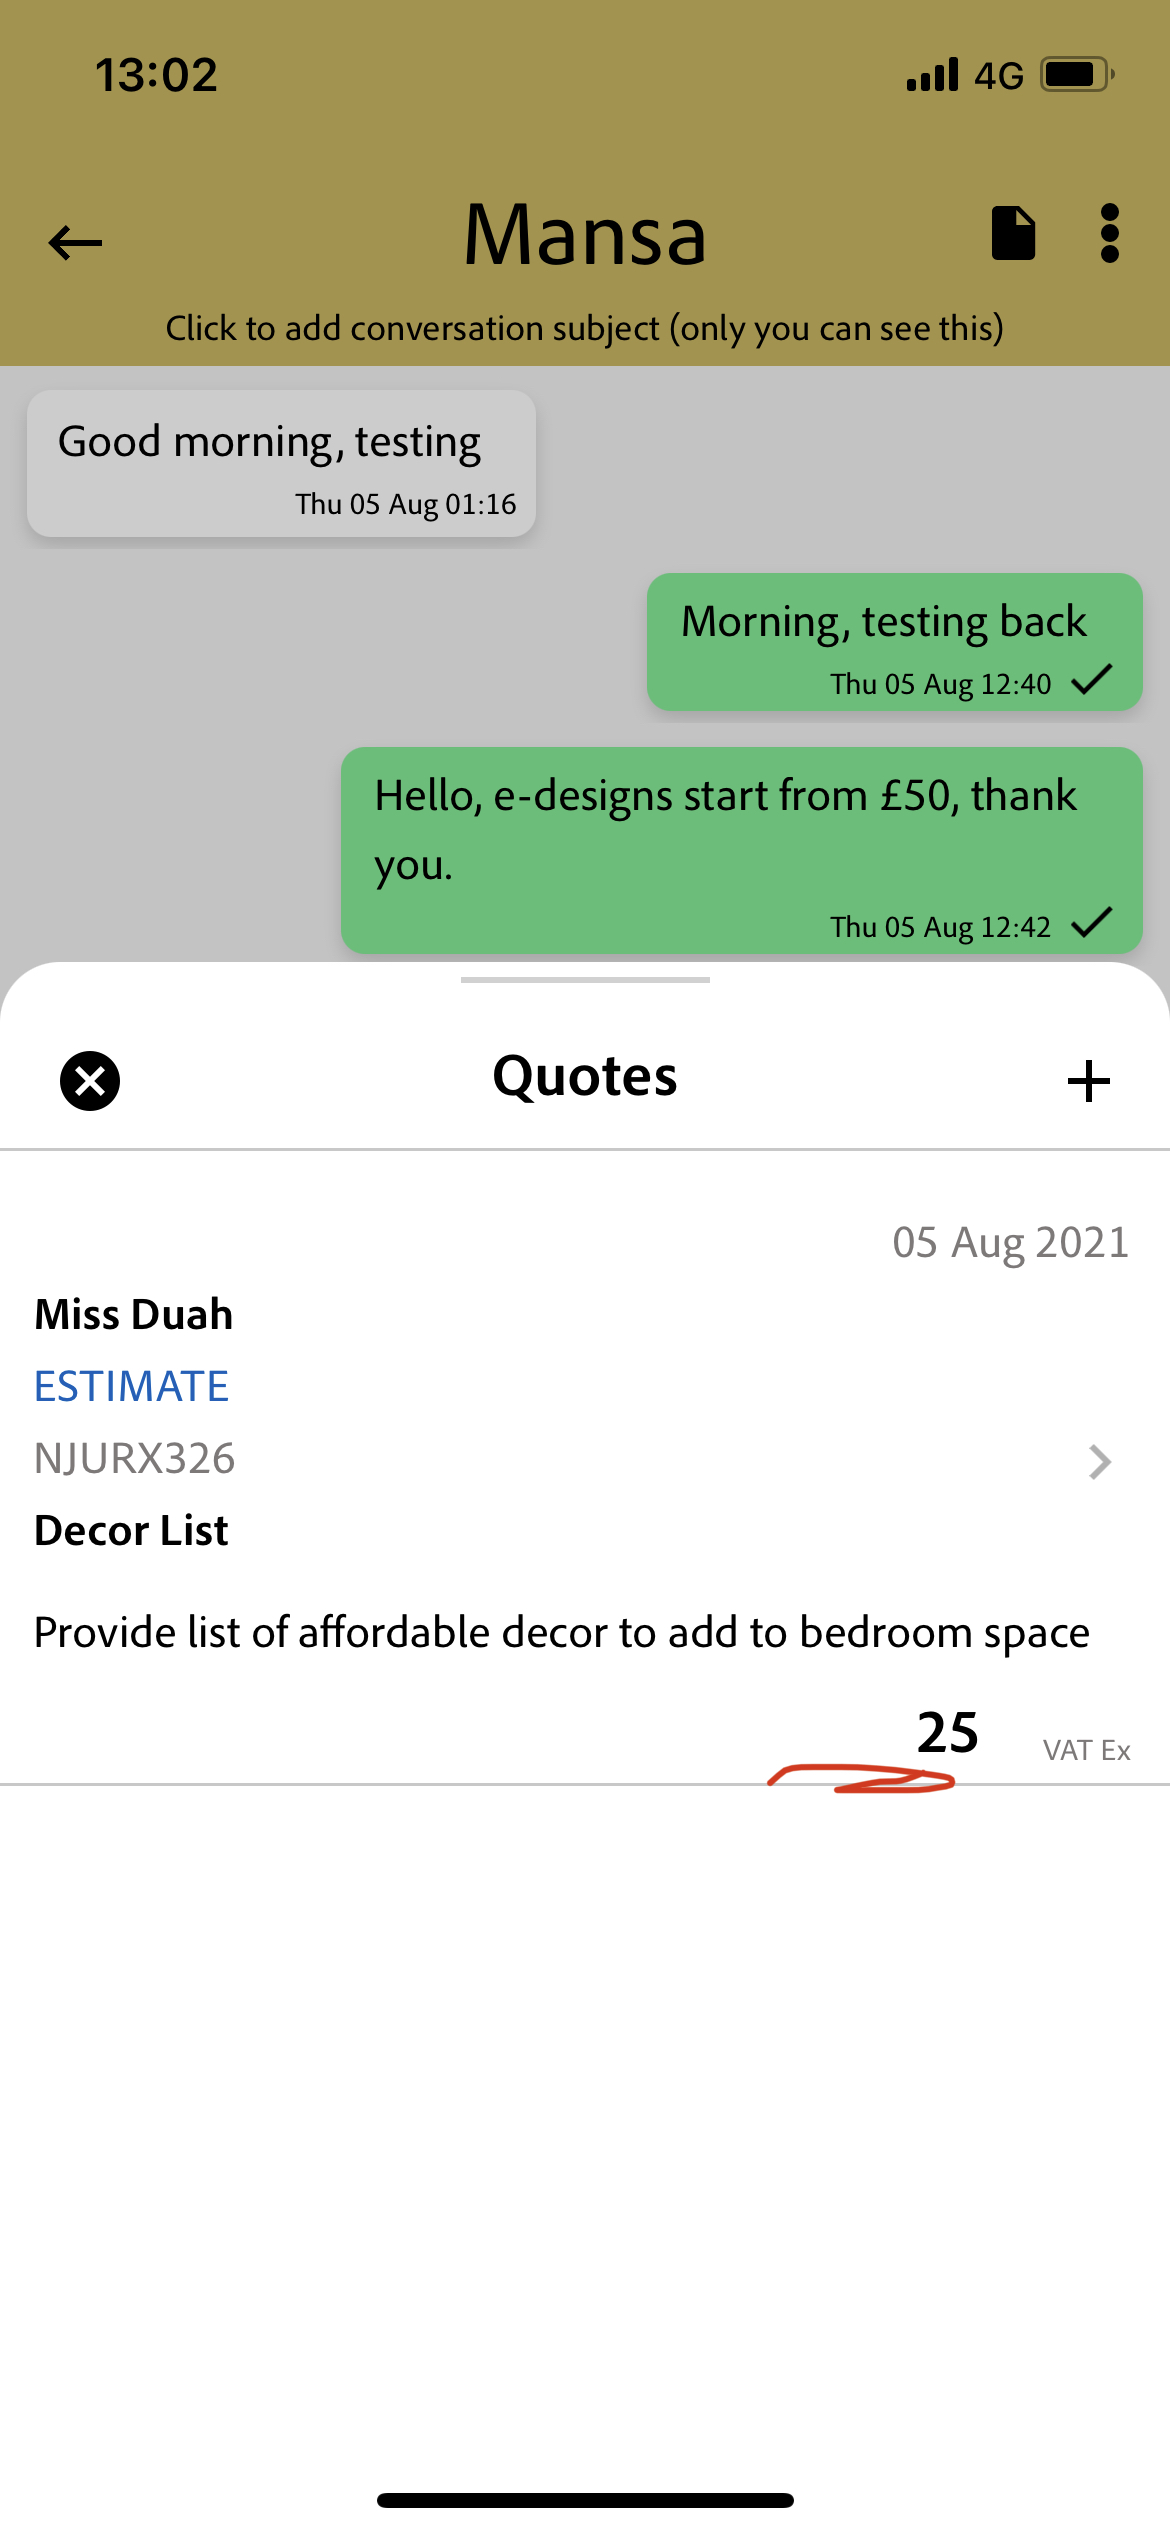 13:02 4G
Mansa
Click to add conversation subject (only you can see this)
Good morning, testing
Thu 05 Aug 01:16
Morning, testing back
Thu 05 Aug 12:40
Hello, e-designs start from £50, thank
you.
Thu 05 Aug 12:42
Quotes
05 Aug 2021
Miss Duah
ESTIMATE
NJURX326
Decor List
Provide list of affordable decor to add to bedroom space
25 VAT Ex